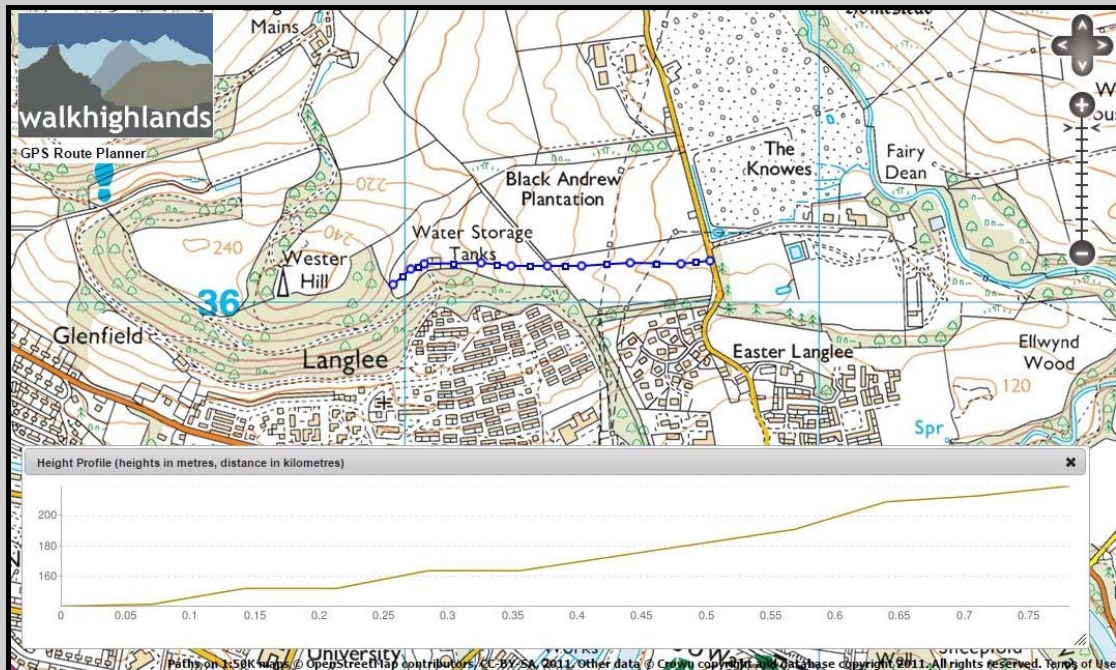 Mains
walkhighlands
GPS Route Planner
220
240
240
Black Andrew
Plantation
The
Knowes
Fairy
Dean
Water Storage
Tanks
Wester
Hill
36
Glenfield
Langlee
Easter Langlee
Ellwynd
Wood
120
Spr
Height Profile (heights in metres, distance in kilometres)
200
180
160
0 0.05 0.1 0.15 0.2 0.25 0.3 0.35 0.4 0.45 0.5 0.55 0.6 0.65 0.7 0.75
University
Paths on 1:50K maps © OpenStreetMap contributors, CC-BY-SA, 2011. Other data © Crown copyright and database copyright 2011. All rights reserved. Terms of